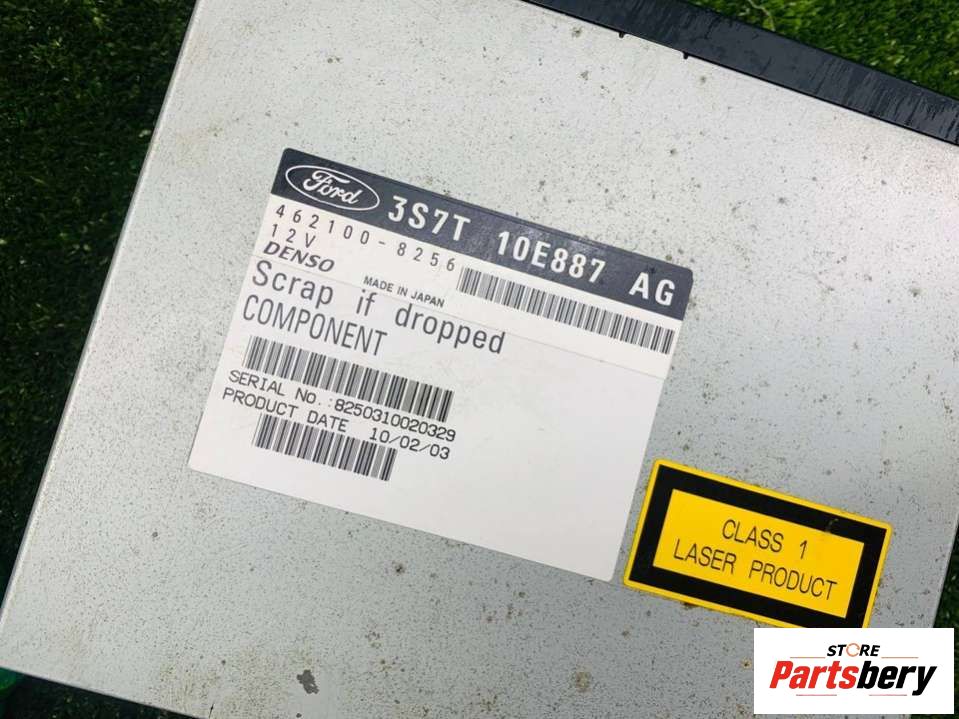 Ford 3S7T 10E887 AG
462100-8256
12V
DENSO MADE IN JAPAN
Scrap if dropped
COMPONENT
SERIAL No.:8250310020329
PRODUCT DATE 10/02/03
CLASS 1
LASER PRODUCT
STORE
Partsbery